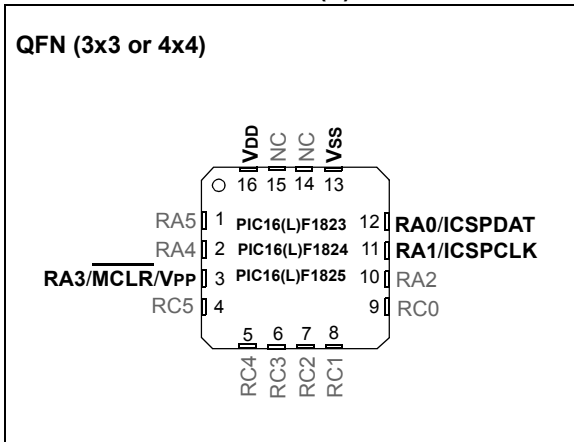 QFN (3x3 or 4x4)
VDD
NC
NC
VSS
16 15 14 13
RA5 1 PIC16(L)F1823 12 RA0/ICSPDAT
RA4 2 PIC16(L)F1824 11 RA1/ICSPCLK
RA3/MCLR/VPP 3 PIC16(L)F1825 10 RA2
RC5 4 9 RC0
5 6 7 8
RC4
RC3
RC2
RC1